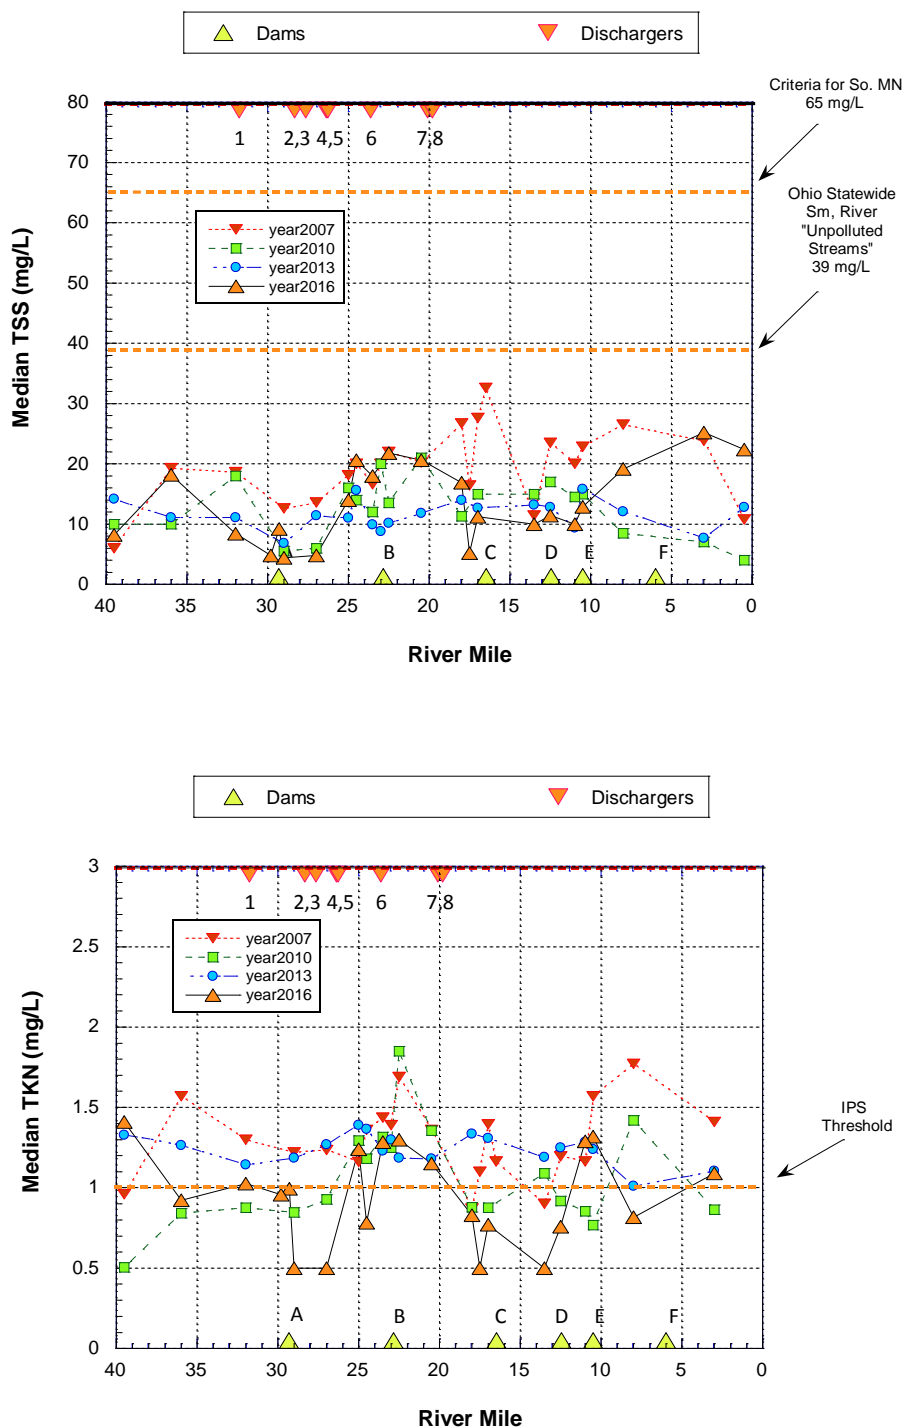 Dams Dischargers
Criteria for So. MN
65 mg/L
80
1 2,3 4,5 6 7,8
70
Ohio Statewide
Sm, River
"Unpolluted
Streams"
39 mg/L
60
year2007
year2010
year2013
year2016
50
40
30
20
10
0
B C D E F
40 35 30 25 20 15 10 5 0
Median TSS (mg/L)
River Mile
Dams Dischargers
3
1 2,3 4,5 6 7,8
2.5
year2007
year2010
year2013
year2016
2
1.5
IPS
Threshold
1
0.5
0
A B C D E F
40 35 30 25 20 15 10 5 0
Median TKN (mg/L)
River Mile